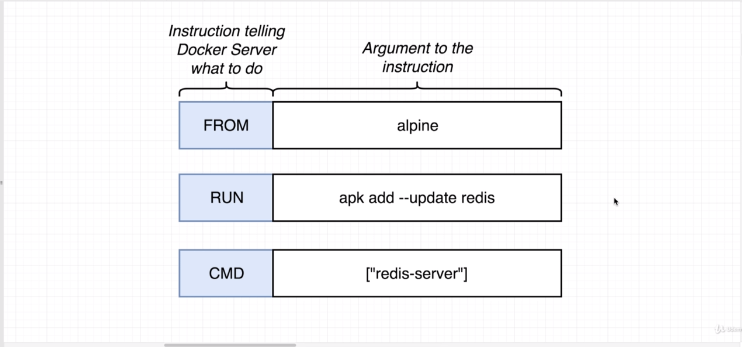 Instruction telling
Docker Server
what to do
Argument to the
instruction
FROM
alpine
RUN
apk add --update redis
CMD
["redis-server"]